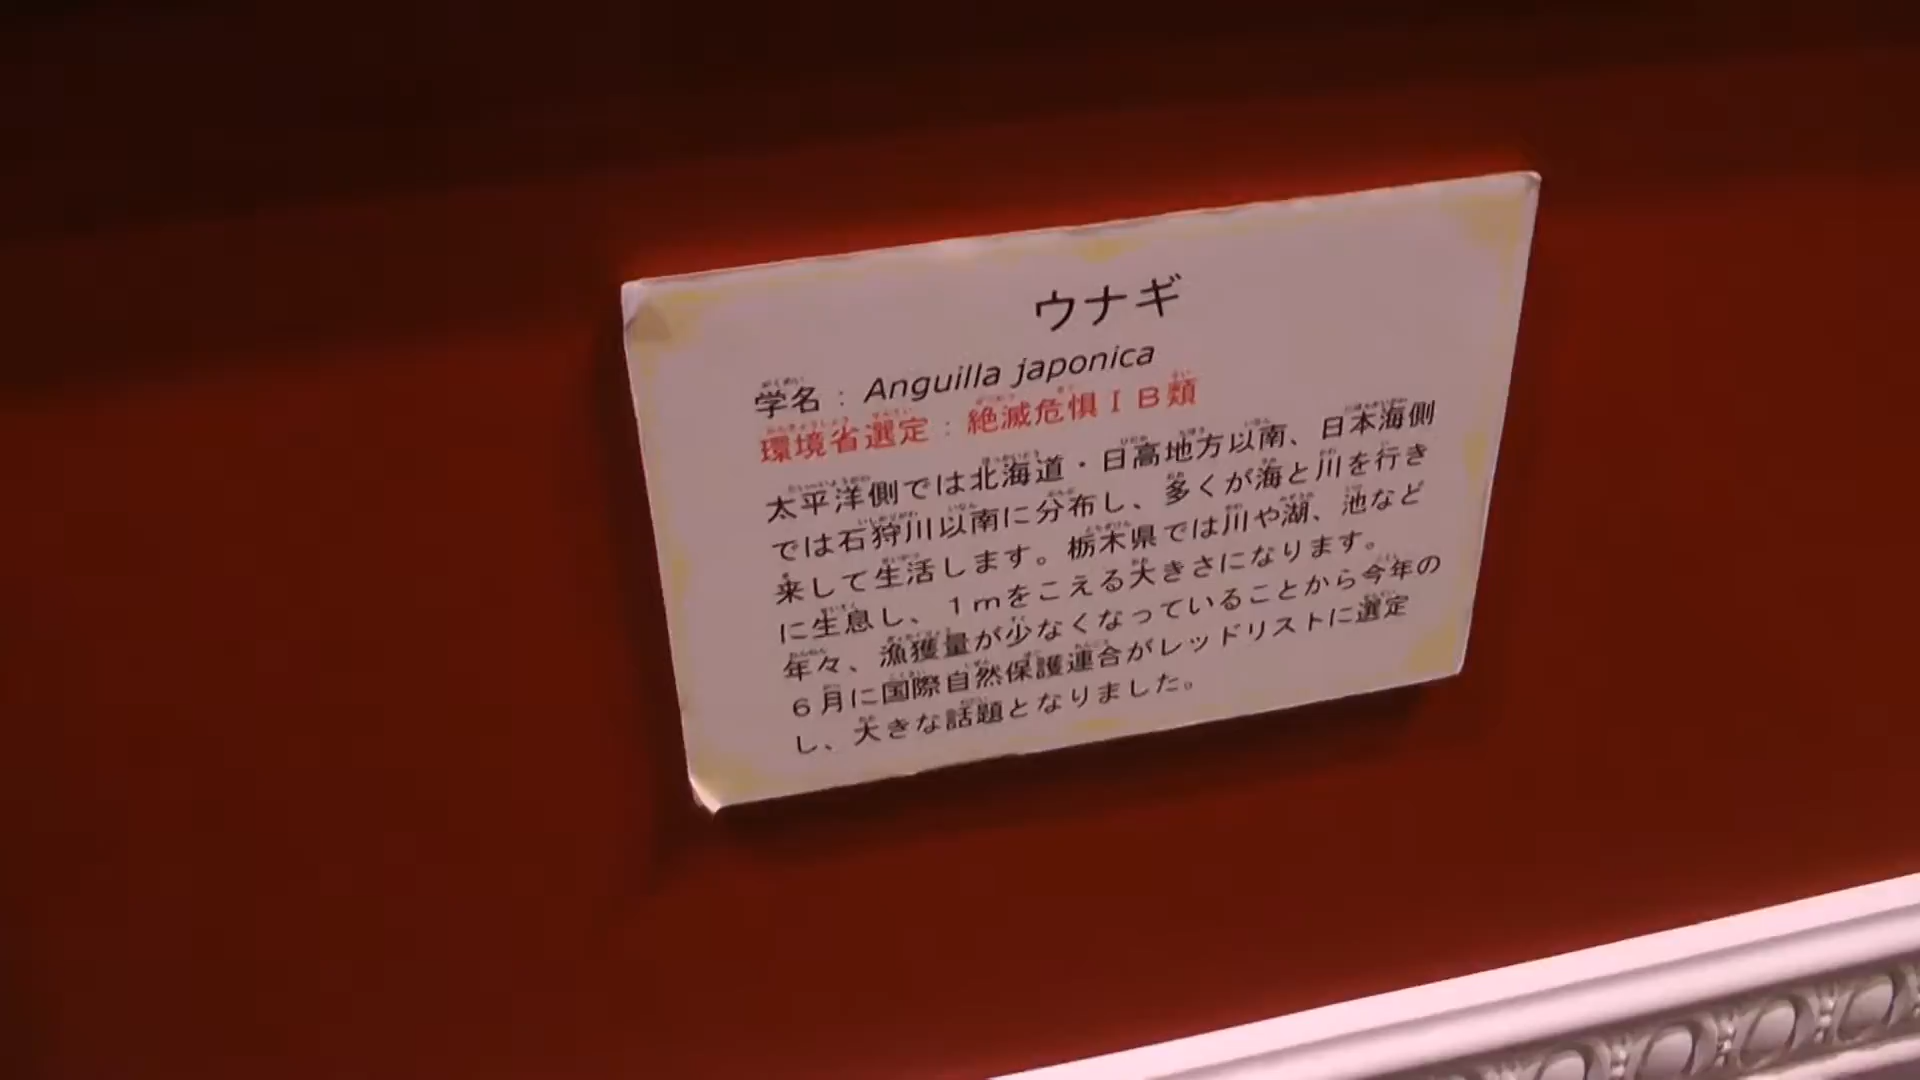 ウナギ
学名：Anguilla japonica
環境省選定：絶滅危惧ⅠB類
太平洋側では北海道・日高地方以南、日本海側
では石狩川以南に分布し、多くが海と川を行き
来して生活します。栃木県では川や湖、池など
に生息し、1mをこえる大きさになります。
年々、漁獲量が少なくなっていることから今年の
6月に国際自然保護連合がレッドリストに選定
し、大きな話題となりました。